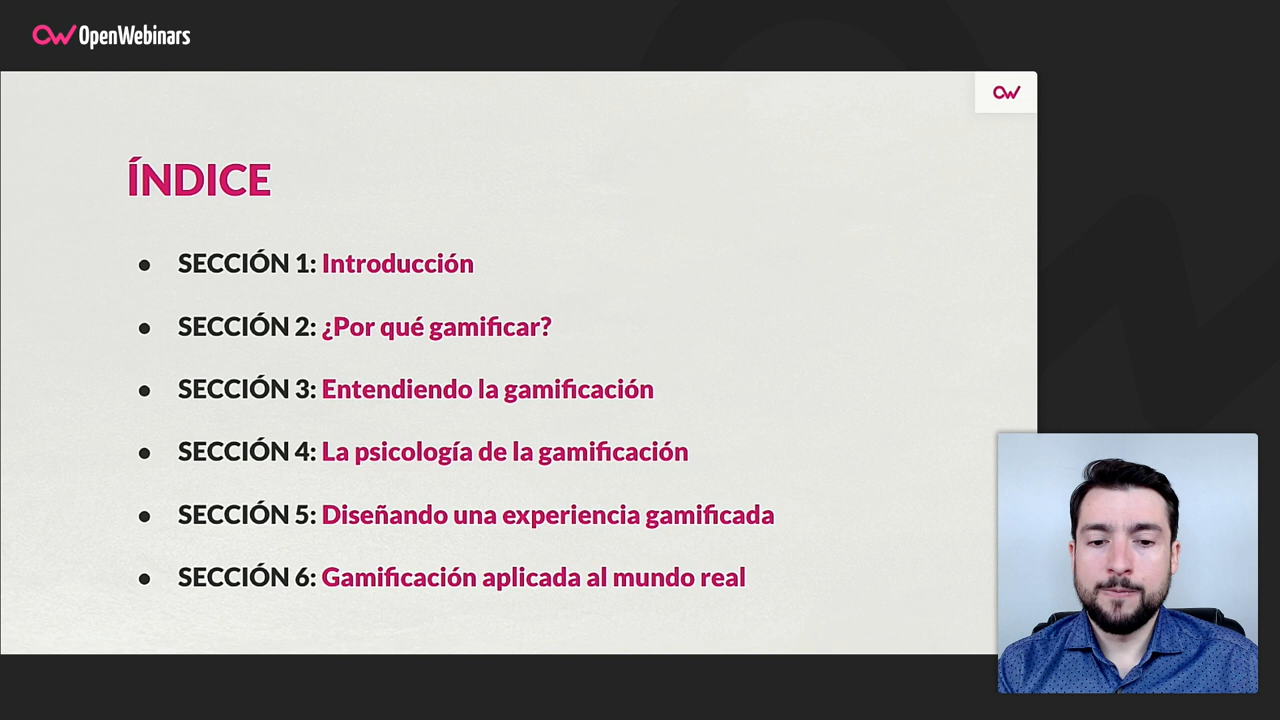 OpenWebinars
ÍNDICE
● SECCIÓN 1: Introducción
● SECCIÓN 2: ¿Por qué gamificar?
● SECCIÓN 3: Entendiendo la gamificación
● SECCIÓN 4: La psicología de la gamificación
● SECCIÓN 5: Diseñando una experiencia gamificada
● SECCIÓN 6: Gamificación aplicada al mundo real